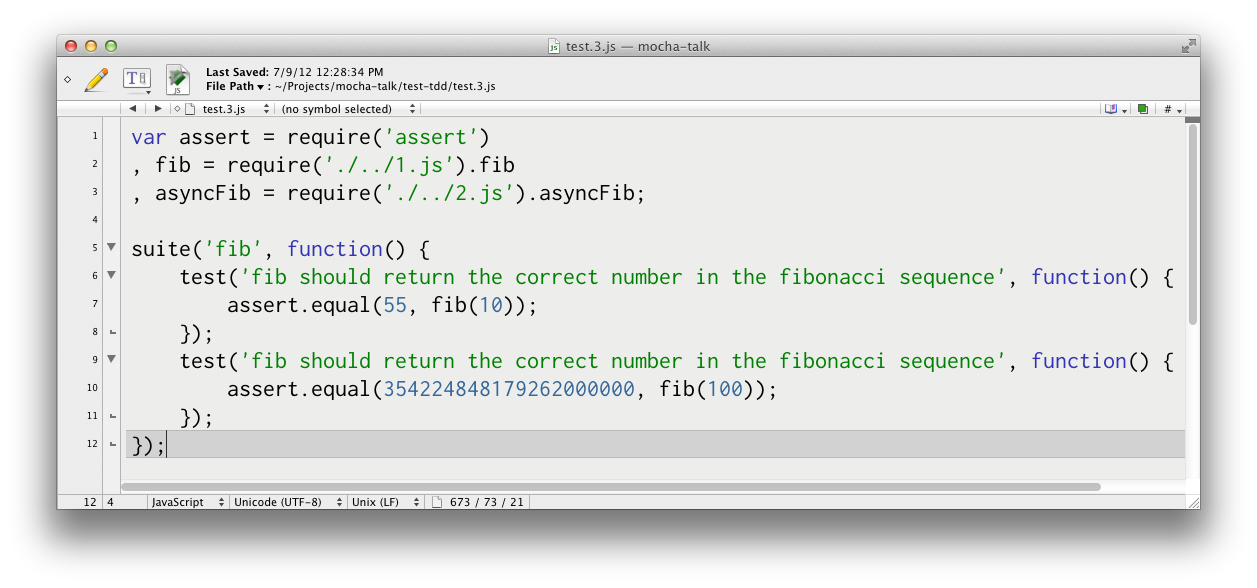 test.3.js — mocha-talk
Last Saved: 7/9/12 12:28:34 PM
File Path ▾ : ~/Projects/mocha-talk/test-tdd/test.3.js
test.3.js (no symbol selected) #
1 var assert = require('assert')
2 , fib = require('./../1.js').fib
3 , asyncFib = require('./../2.js').asyncFib;
4
5 suite('fib', function() {
6     test('fib should return the correct number in the fibonacci sequence', function() {
7         assert.equal(55, fib(10));
8     });
9     test('fib should return the correct number in the fibonacci sequence', function() {
10         assert.equal(354224848179262000000, fib(100));
11     });
12 });
12 4 JavaScript Unicode (UTF-8) Unix (LF) 673 / 73 / 21